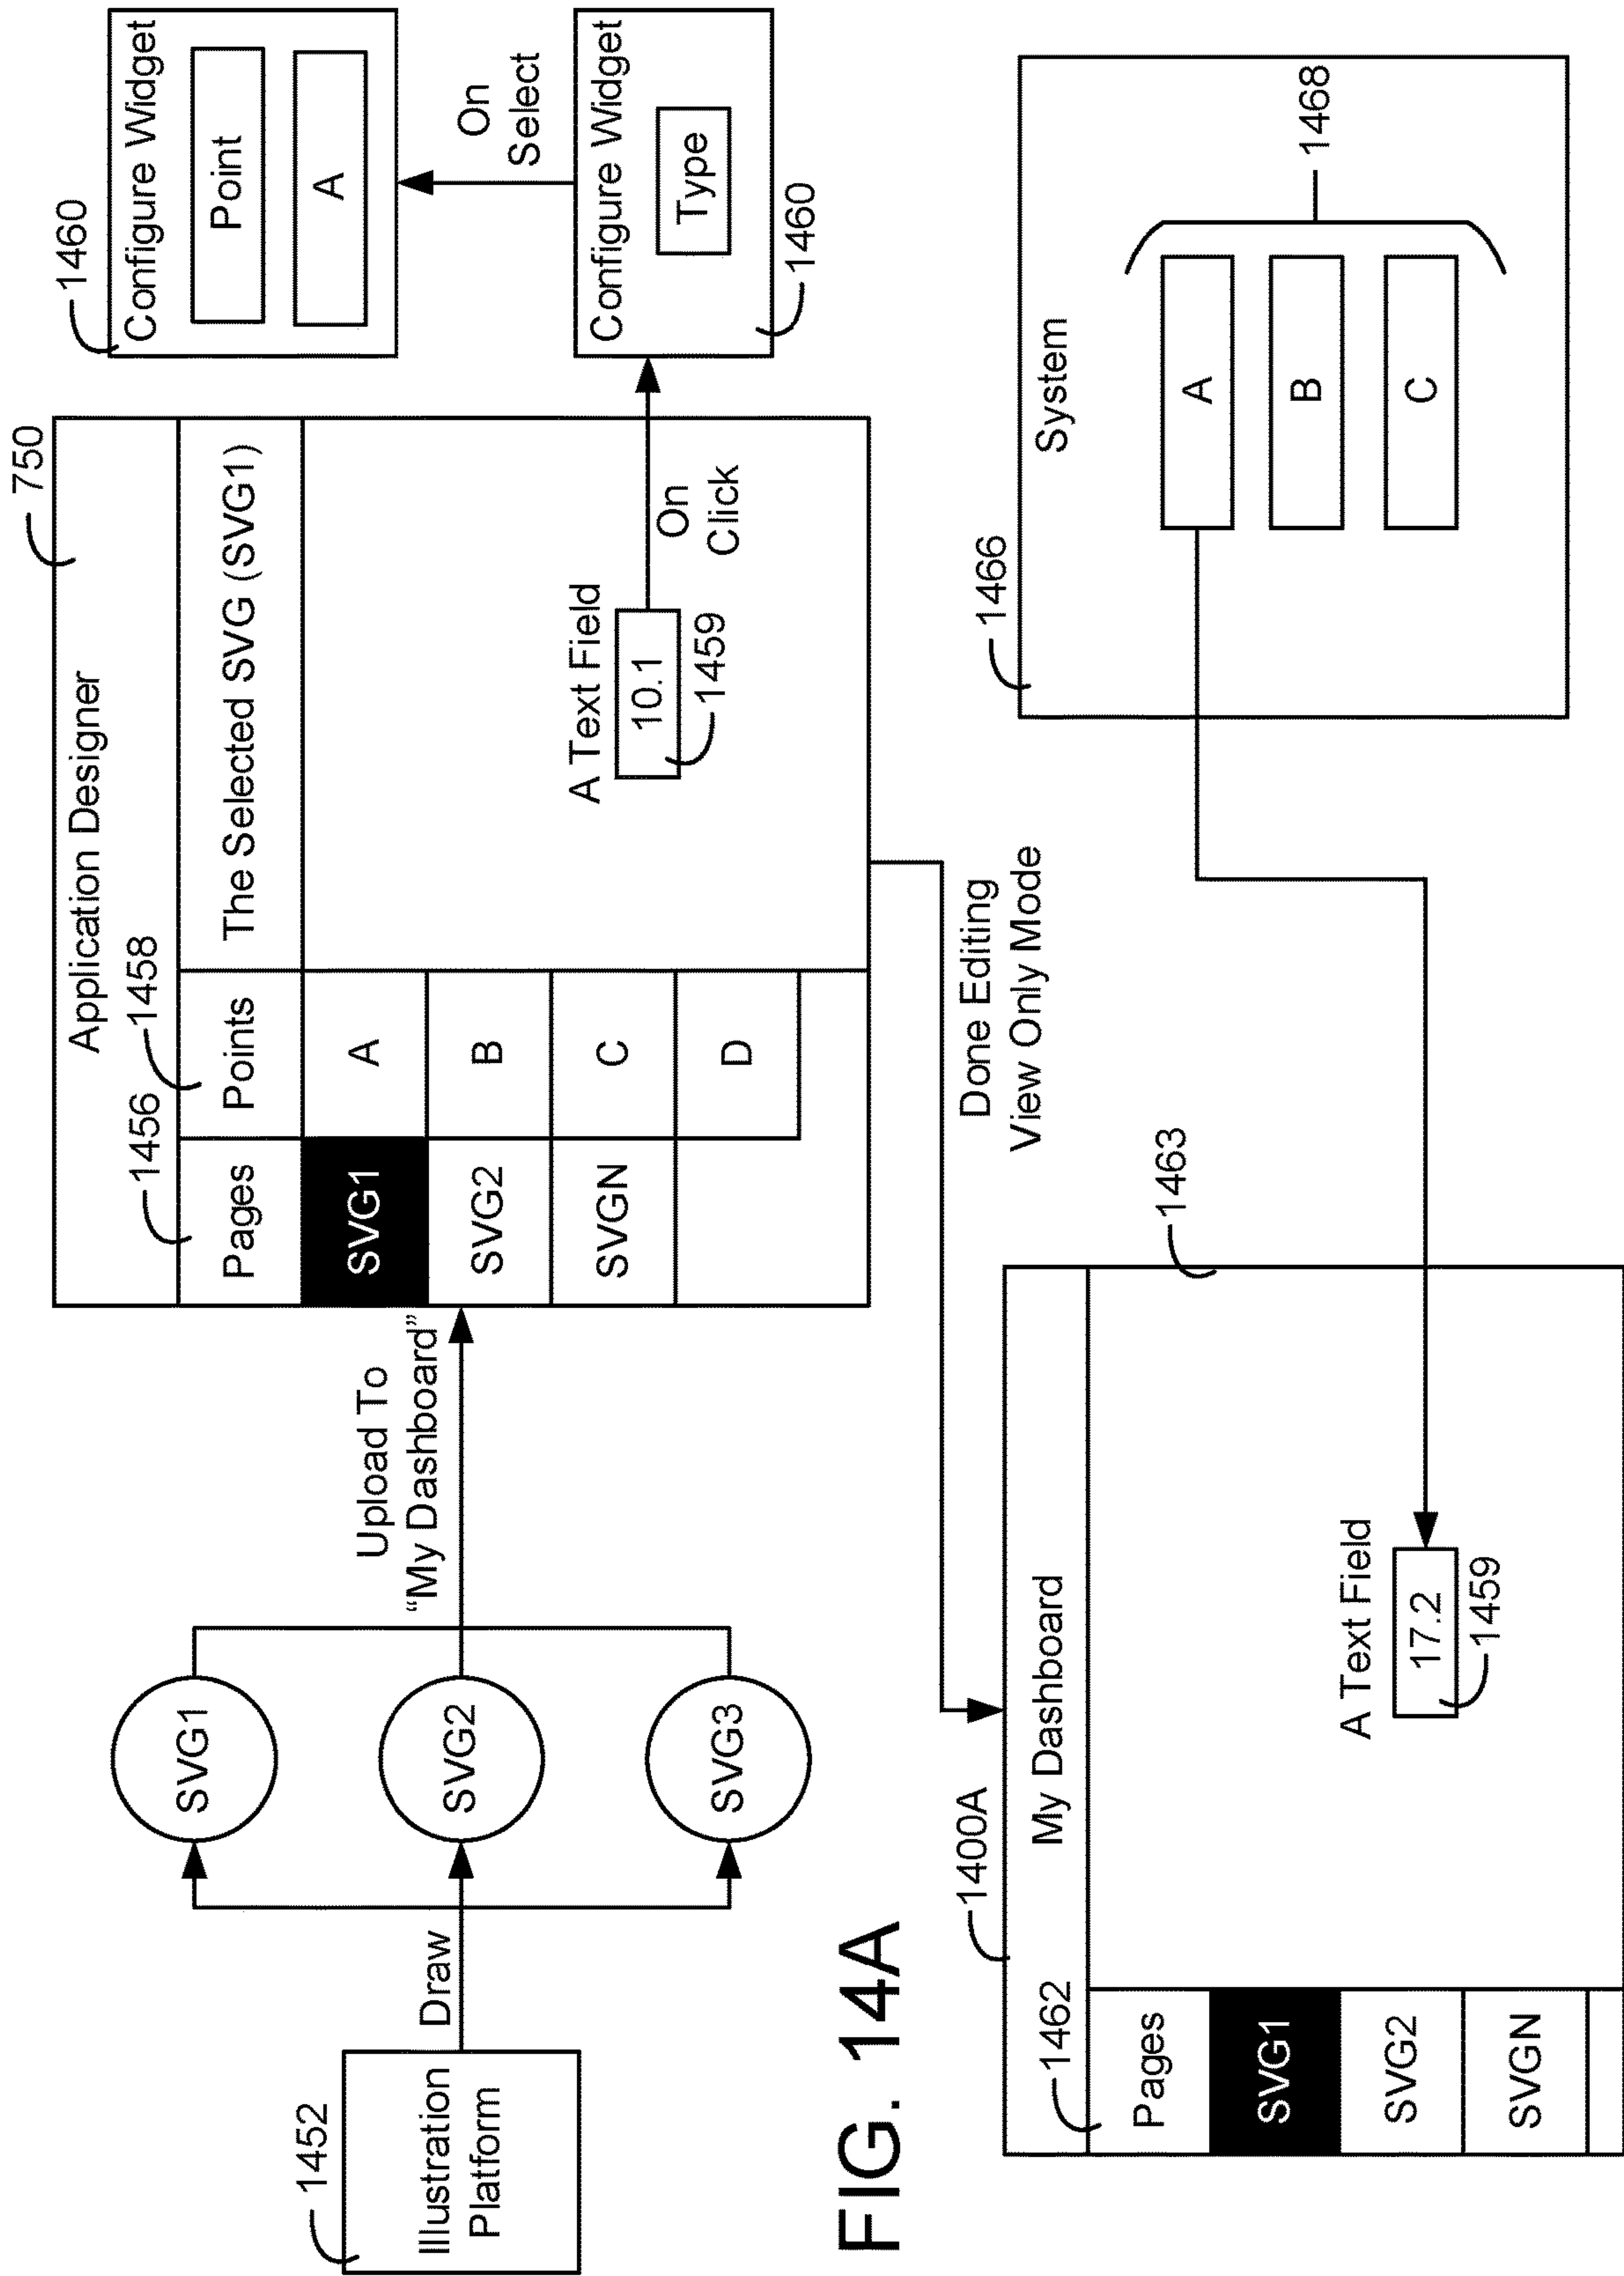 1452
Illustration
Platform
Draw
SVG1
SVG2
SVG3
Upload To
“My Dashboard”
750
Application Designer
1456
1458
Pages
Points
The Selected SVG (SVG1)
SVG1
A
SVG2
B
SVGN
C
D
A Text Field
10.1
1459
On
Click
1460
Configure Widget
Point
A
On
Select
Configure Widget
Type
1460
Done Editing
View Only Mode
FIG. 14A
1400A
My Dashboard
1462
1463
Pages
SVG1
SVG2
SVGN
A Text Field
17.2
1459
1466
System
A
B
C
1468